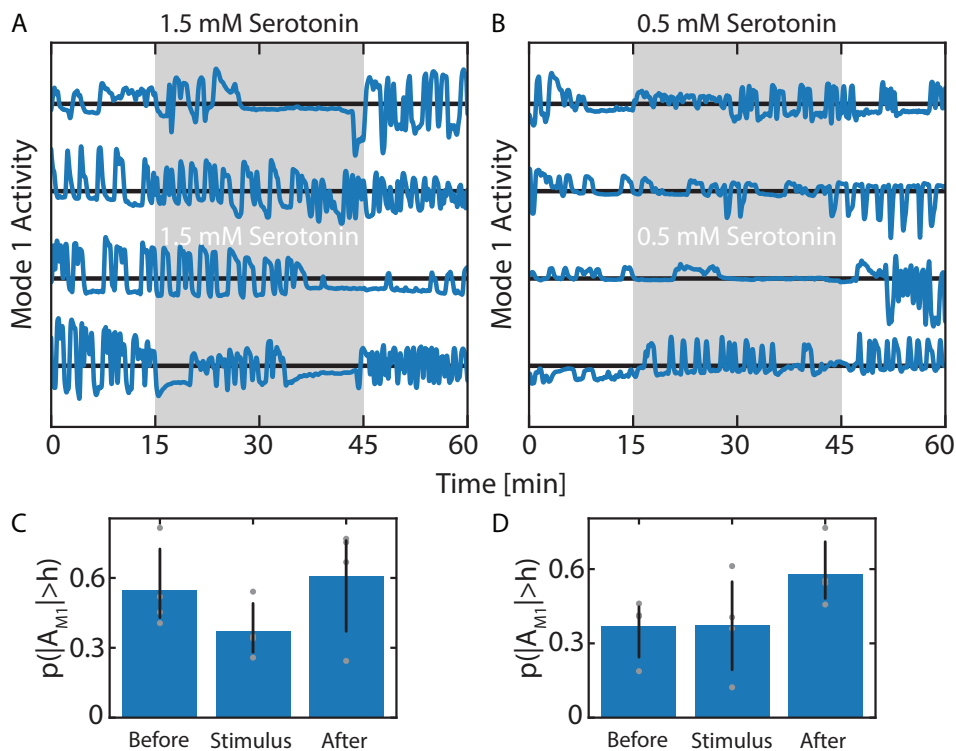 A
1.5 mM Serotonin
B
0.5 mM Serotonin
Mode 1 Activity
1.5 mM Serotonin
Mode 1 Activity
0.5 mM Serotonin
0 15 30 45 60
0 15 30 45 60
Time [min]
C
D
p(|A_M1|>h)
0.6
0.3
0
Before Stimulus After
p(|A_M1|>h)
0.6
0.3
0
Before Stimulus After